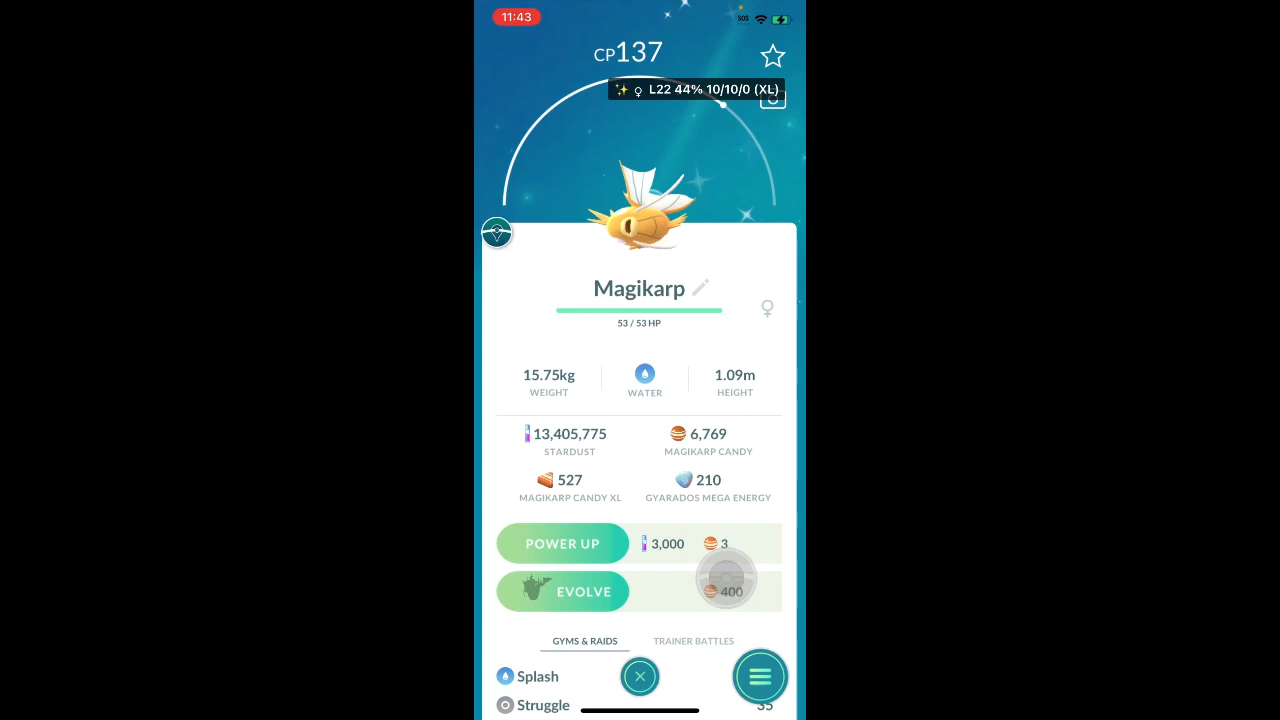 11:43
SOS
CP137
✨ ♀ L22 44% 10/10/0 (XL)
Magikarp
53 / 53 HP
15.75kg
WEIGHT
WATER
1.09m
HEIGHT
13,405,775
STARDUST
6,769
MAGIKARP CANDY
527
MAGIKARP CANDY XL
210
GYARADOS MEGA ENERGY
POWER UP 3,000 3
EVOLVE 400
GYMS & RAIDS TRAINER BATTLES
Splash
Struggle 35